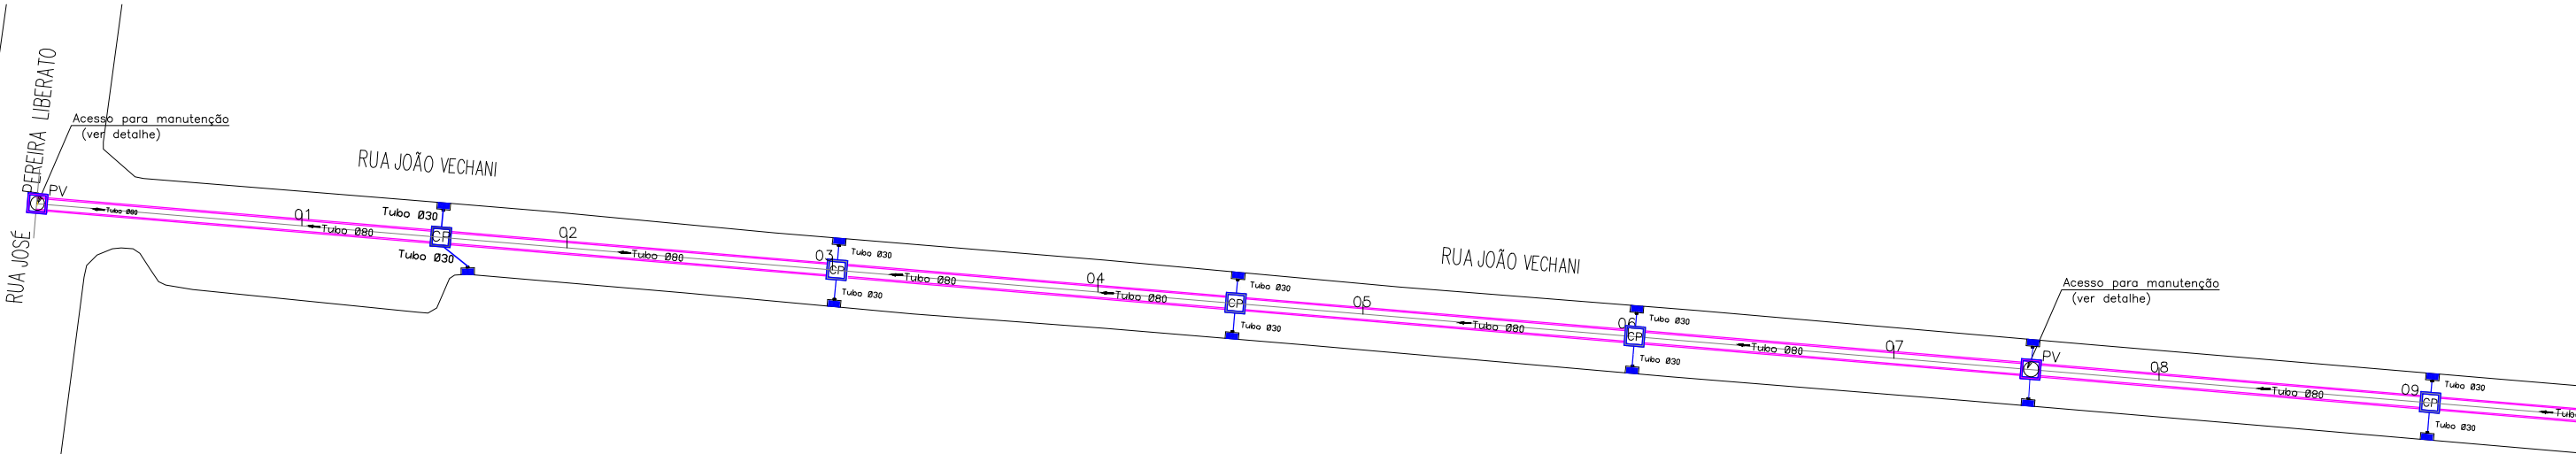 RUA JOSÉ PEREIRA LIBERATO
Acesso para manutenção
(ver detalhe)
PV
RUA JOÃO VECHANI
Tubo Ø80
01
Tubo Ø80
Tubo Ø30
CP
Tubo Ø30
02
Tubo Ø80
03
Tubo Ø30
CP
Tubo Ø30
Tubo Ø80
04
Tubo Ø80
Tubo Ø30
CP
Tubo Ø30
05
RUA JOÃO VECHANI
Tubo Ø80
06
Tubo Ø30
CP
Tubo Ø30
Tubo Ø80
07
Acesso para manutenção
(ver detalhe)
PV
08
Tubo Ø80
09
Tubo Ø30
CP
Tubo Ø30